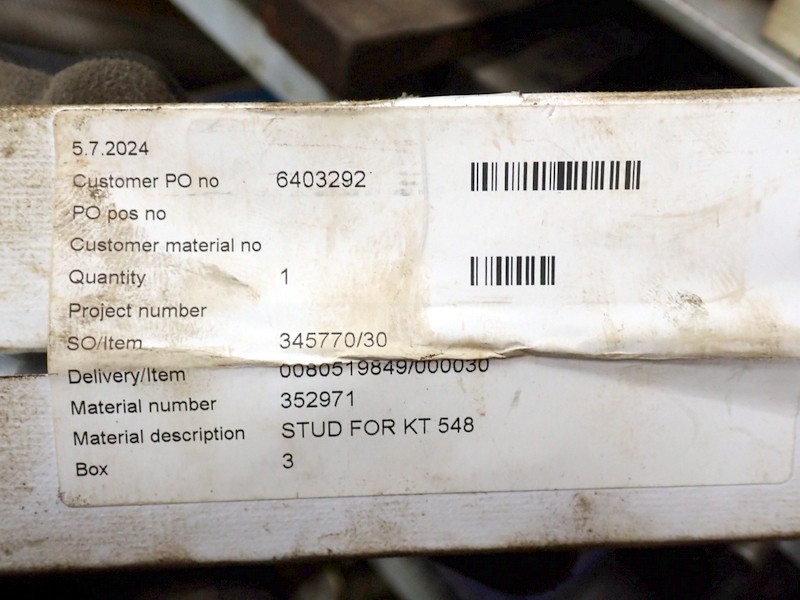 5.7.2024
Customer PO no 6403292
PO pos no
Customer material no
Quantity 1
Project number
SO/Item 345770/30
Delivery/Item 0080519849/000030
Material number 352971
Material description STUD FOR KT 548
Box 3